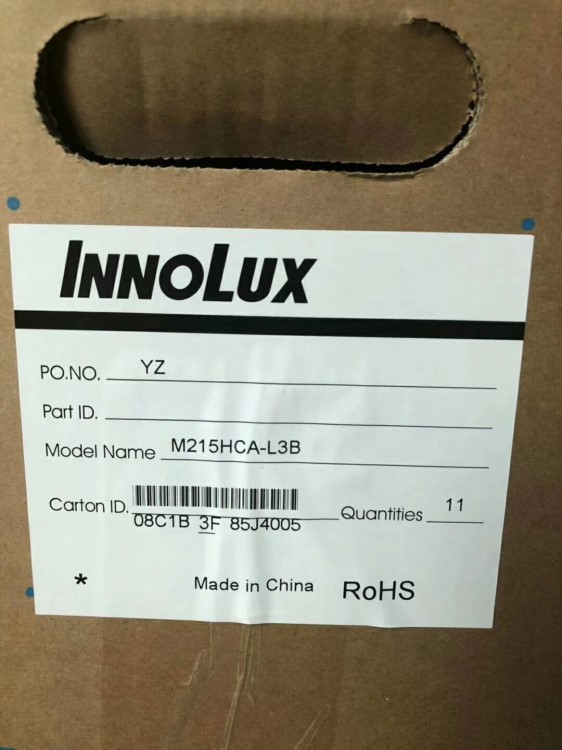 INNOLUX
PO.NO. YZ
Part ID.
Model Name M215HCA-L3B
Carton ID.
08C1B 3F 85J4005
Quantities 11
* Made in China RoHS